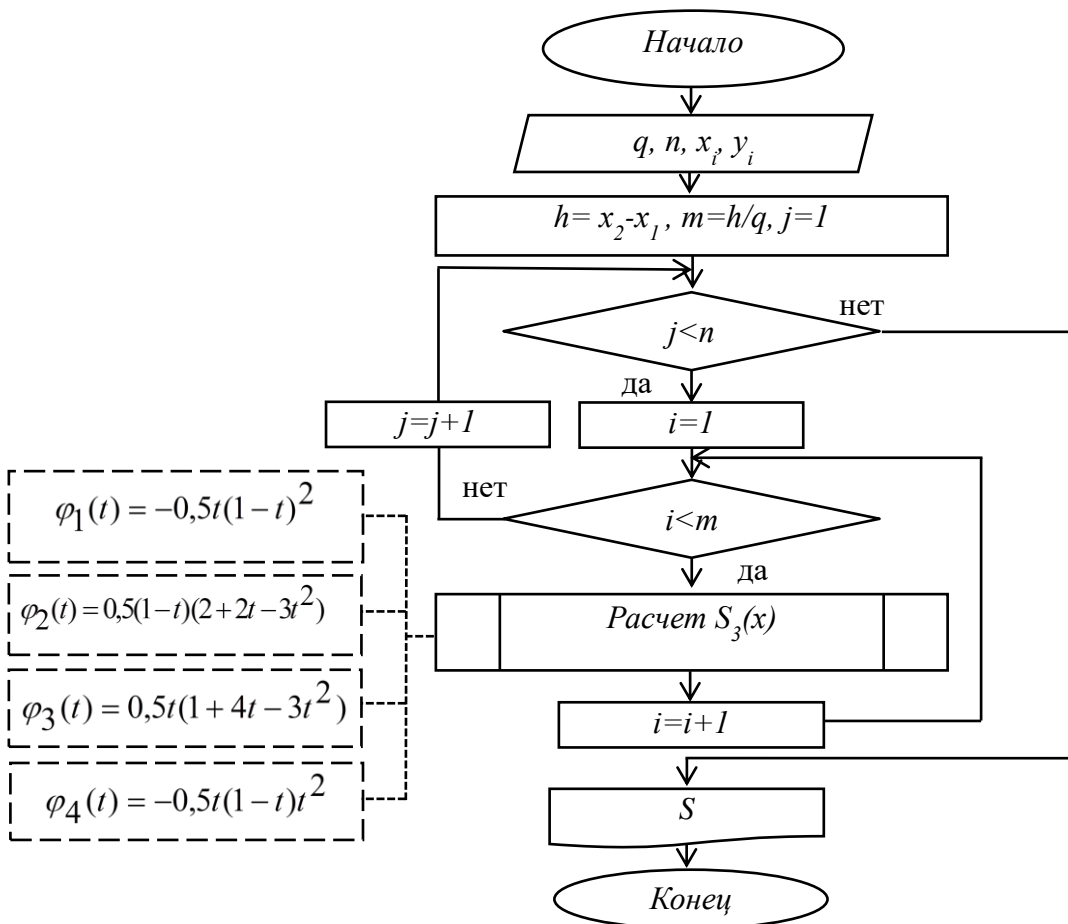 Начало
q, n, x_i, y_i
h= x_2-x_1 , m=h/q, j=1
нет
j<n
да
j=j+1
i=1
нет
i<m
да
φ_1(t) = −0,5t(1−t)^2
φ_2(t) = 0,5(1−t)(2+2t−3t^2)
φ_3(t) = 0,5t(1+4t−3t^2)
φ_4(t) = −0,5t(1−t)t^2
Расчет S_3(x)
i=i+1
S
Конец